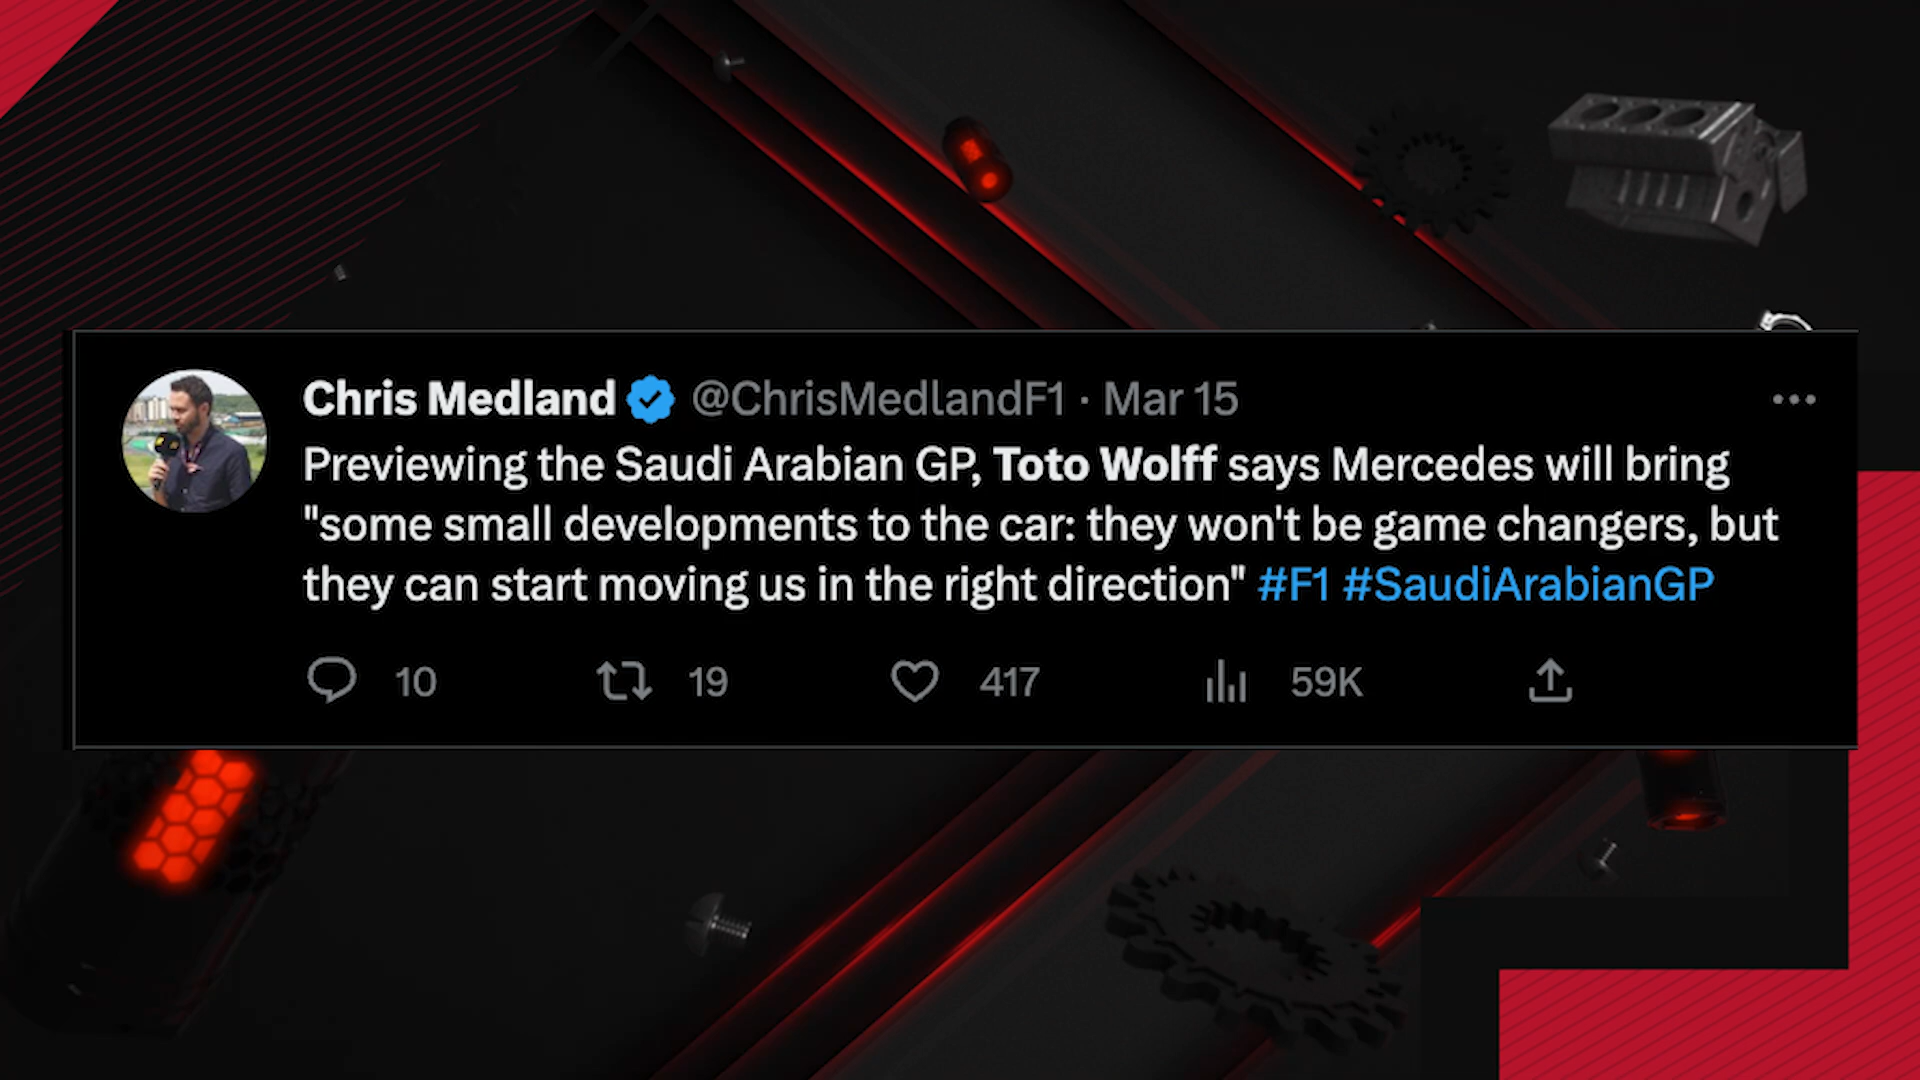 Chris Medland @ChrisMedlandF1 · Mar 15
Previewing the Saudi Arabian GP, Toto Wolff says Mercedes will bring
"some small developments to the car: they won't be game changers, but
they can start moving us in the right direction" #F1 #SaudiArabianGP
10 19 417 59K